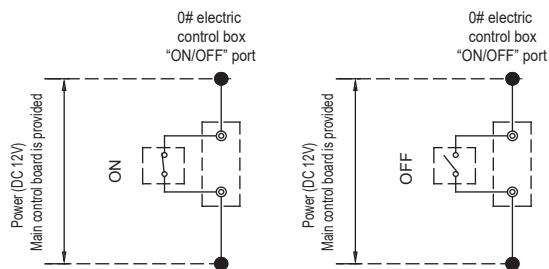 0# electric
control box
“ON/OFF” port
Power (DC 12V)
Main control board is provided
ON
0# electric
control box
“ON/OFF” port
Power (DC 12V)
Main control board is provided
OFF